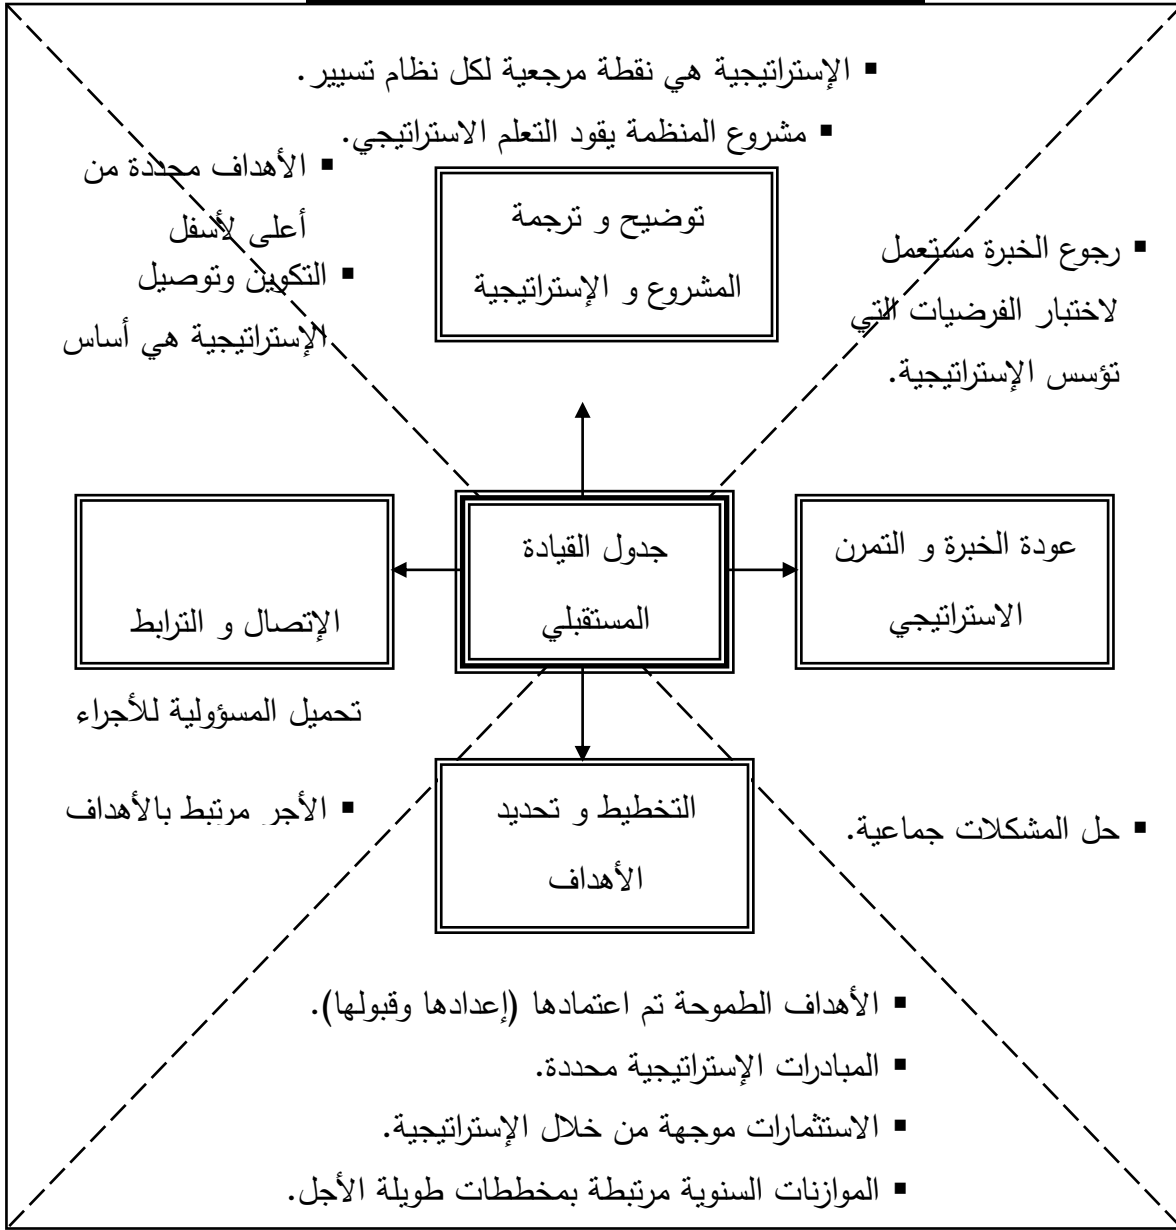 ▪ الإستراتيجية هي نقطة مرجعية لكل نظام تسيير.
▪ مشروع المنظمة يقود التعلم الاستراتيجي.
توضيح و ترجمة
المشروع و الإستراتيجية
▪ رجوع الخبرة مستعمل
لاختبار الفرضيات التي
تؤسس الإستراتيجية.
▪ الأهداف محددة من
أعلى لأسفل
▪ التكوين وتوصيل
الإستراتيجية هي أساس
عودة الخبرة و التمرن
الاستراتيجي
جدول القيادة
المستقبلي
الإتصال و الترابط
تحميل المسؤولية للأجراء
▪ الأجر مرتبط بالأهداف
▪ حل المشكلات جماعية.
التخطيط و تحديد
الأهداف
▪ الأهداف الطموحة تم اعتمادها (إعدادها وقبولها).
▪ المبادرات الإستراتيجية محددة.
▪ الاستثمارات موجهة من خلال الإستراتيجية.
▪ الموازنات السنوية مرتبطة بمخططات طويلة الأجل.